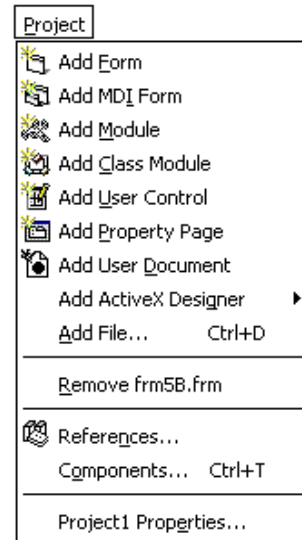 Project
Add Form
Add MDI Form
Add Module
Add Class Module
Add User Control
Add Property Page
Add User Document
Add ActiveX Designer
Add File... Ctrl+D
Remove frm5B.frm
References...
Components... Ctrl+T
Project1 Properties...